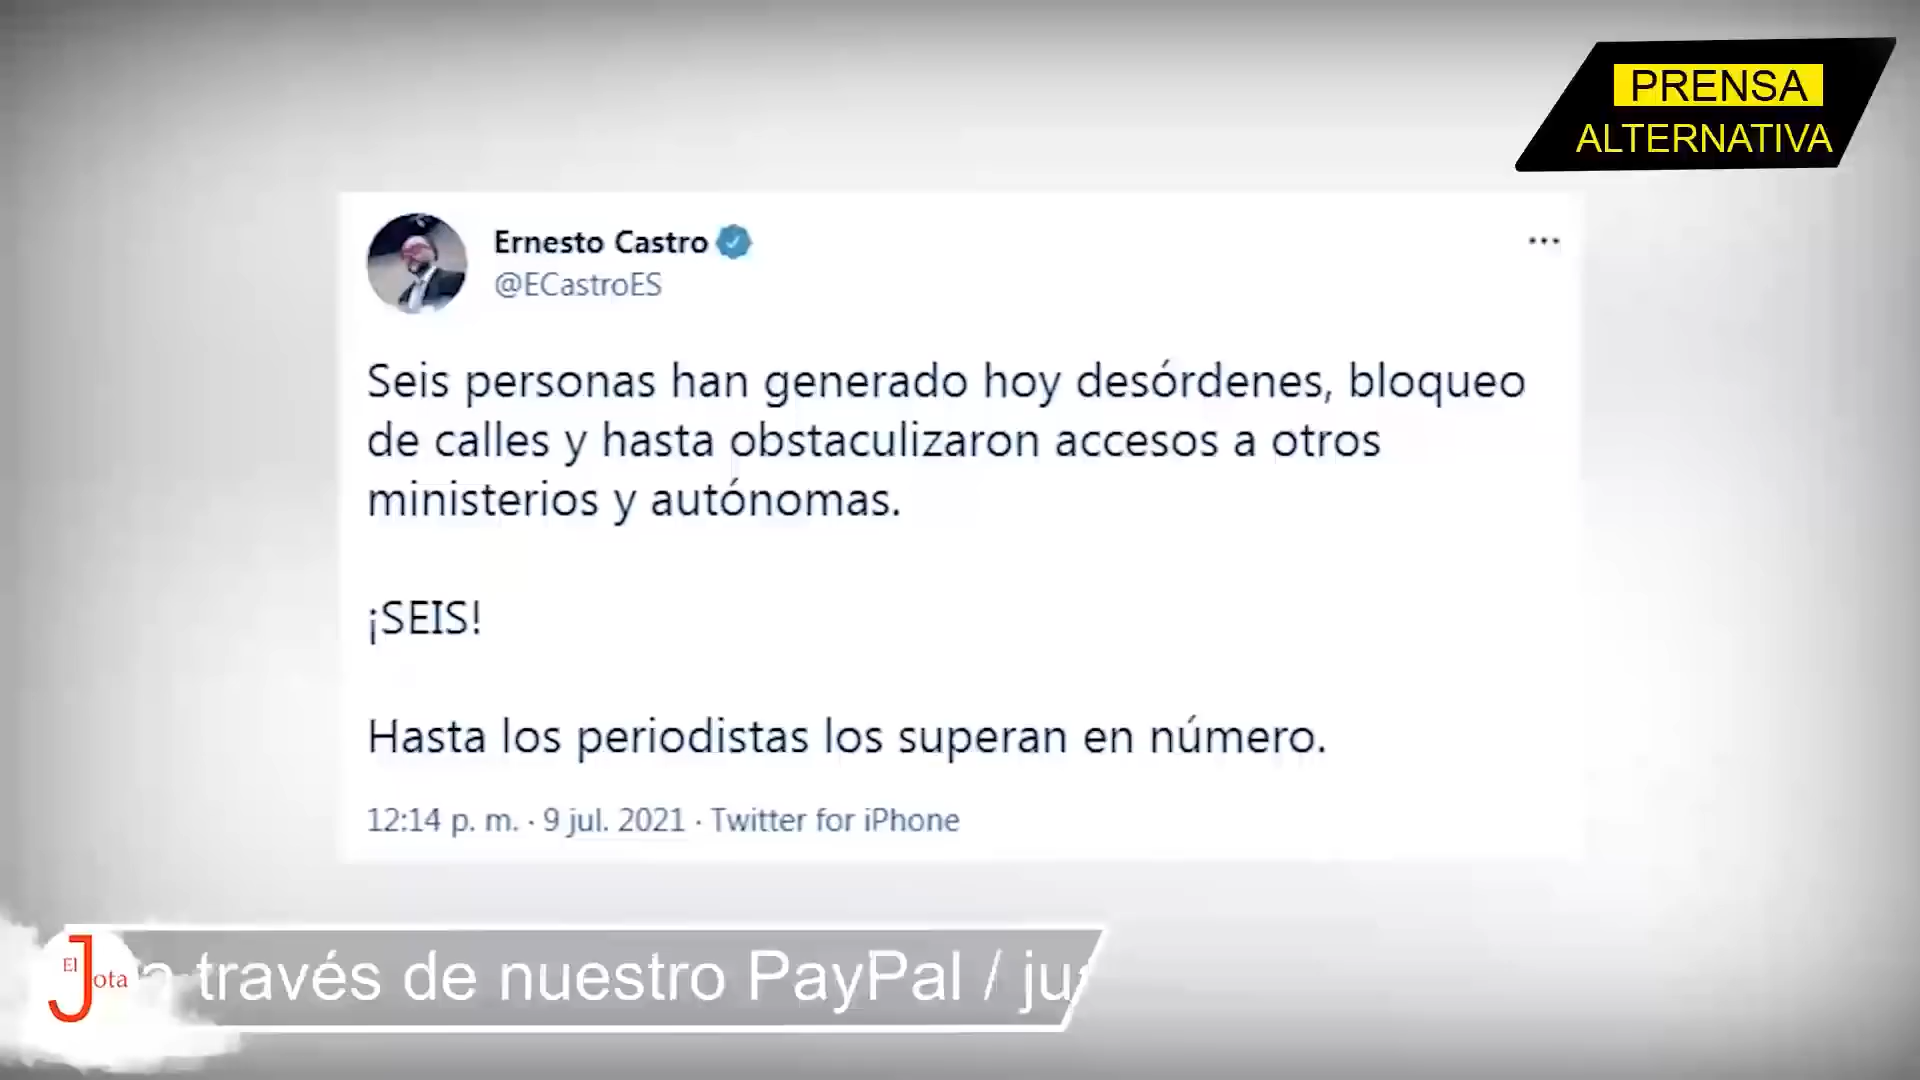 PRENSA
ALTERNATIVA
Ernesto Castro
@ECastroES
Seis personas han generado hoy desórdenes, bloqueo
de calles y hasta obstaculizaron accesos a otros
ministerios y autónomas.
¡SEIS!
Hasta los periodistas los superan en número.
12:14 p. m. · 9 jul. 2021 · Twitter for iPhone
El Jota
través de nuestro PayPal /